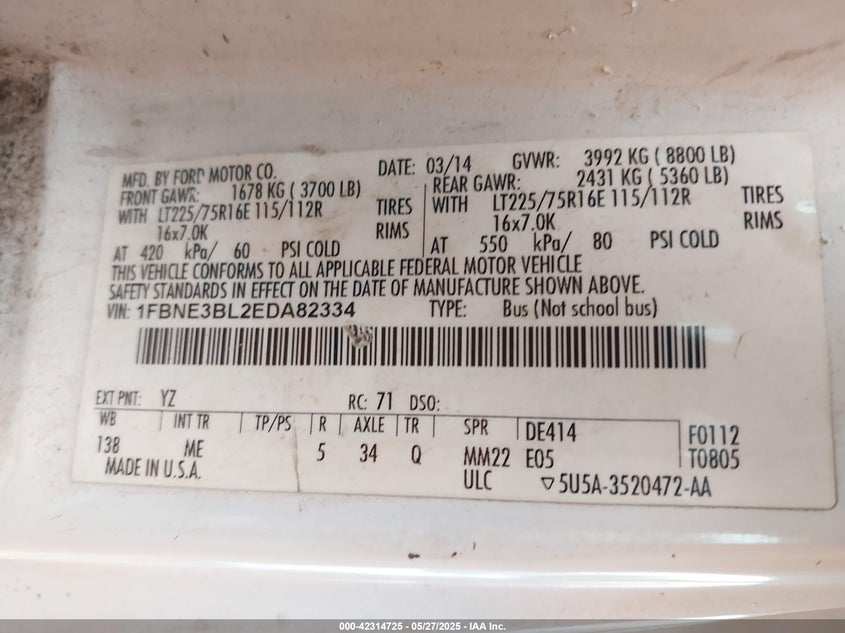 MFD. BY FORD MOTOR CO. DATE: 03/14 GVWR: 3992 KG ( 8800 LB)
FRONT GAWR: 1678 KG ( 3700 LB) REAR GAWR: 2431 KG ( 5360 LB)
WITH LT225/75R16E 115/112R TIRES WITH LT225/75R16E 115/112R TIRES
16x7.0K RIMS 16x7.0K RIMS
AT 420 kPa/ 60 PSI COLD AT 550 kPa/ 80 PSI COLD
THIS VEHICLE CONFORMS TO ALL APPLICABLE FEDERAL MOTOR VEHICLE
SAFETY STANDARDS IN EFFECT ON THE DATE OF MANUFACTURE SHOWN ABOVE.
VIN: 1FBNE3BL2EDA82334 TYPE: Bus (Not school bus)
EXT PNT: YZ RC: 71 DSO:
WB INT TR TP/PS R AXLE TR SPR DE414 F0112
138 ME 5 34 Q MM22 E05 T0805
MADE IN U.S.A. ULC ▽5U5A-3520472-AA
000-42314725 - 05/27/2025 - IAA Inc.